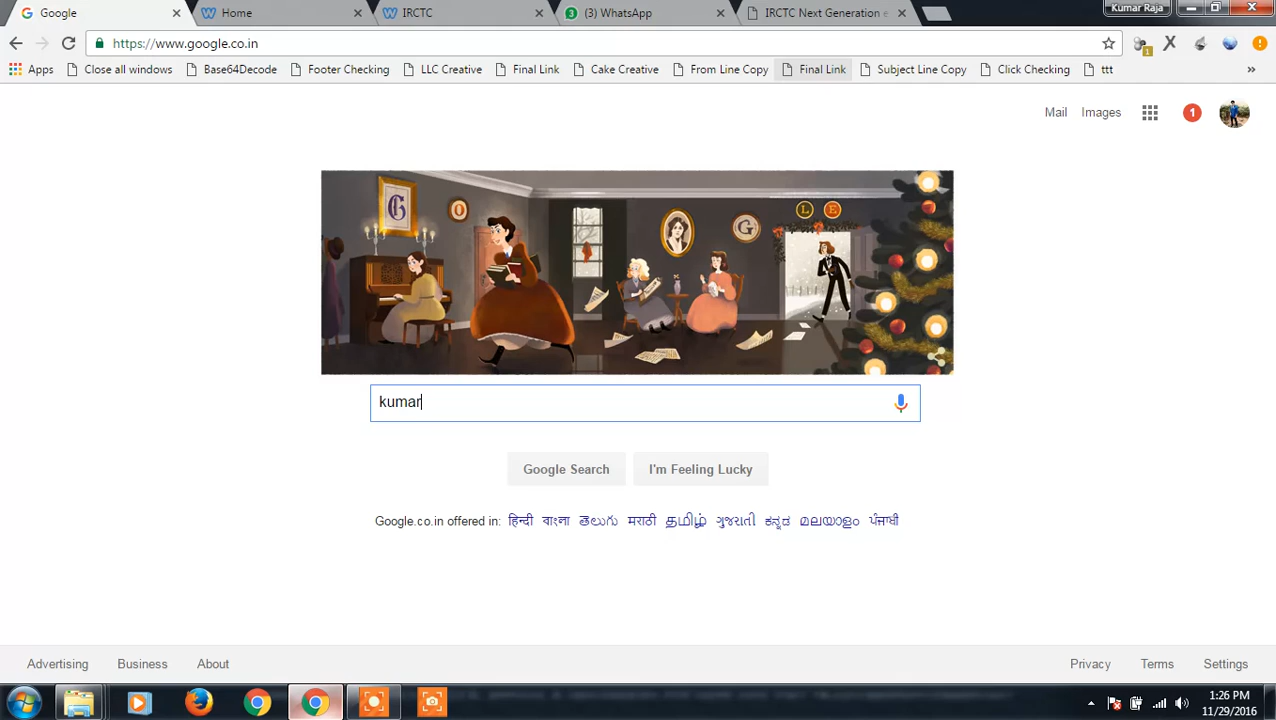 Google Home IRCTC (3) WhatsApp IRCTC Next Generation e Kumar Raja
https://www.google.co.in
Apps Close all windows Base64Decode Footer Checking LLC Creative Final Link Cake Creative From Line Copy Final Link Subject Line Copy Click Checking ttt »
Mail Images 1
G O G L E
kumar
Google Search I'm Feeling Lucky
Google.co.in offered in: हिन्दी বাংলা తెలుగు मराठी தமிழ் ગુજરાતી ಕನ್ನಡ മലയാളം ਪੰਜਾਬੀ
Advertising Business About Privacy Terms Settings
1:26 PM
11/29/2016